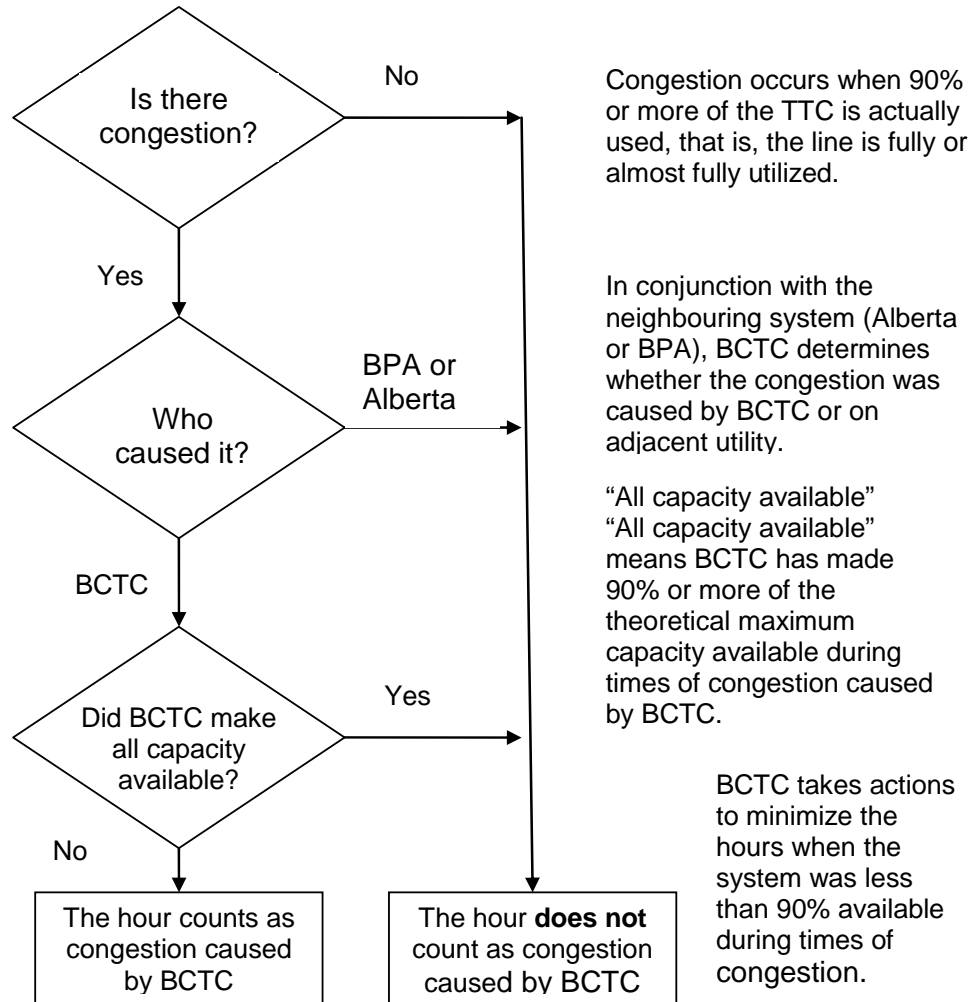 No
Is there
congestion?
Congestion occurs when 90%
or more of the TTC is actually
used, that is, the line is fully or
almost fully utilized.
Yes
BPA or
Alberta
Who
caused it?
In conjunction with the
neighbouring system (Alberta
or BPA), BCTC determines
whether the congestion was
caused by BCTC or on
adjacent utility.
BCTC
“All capacity available”
“All capacity available”
means BCTC has made
90% or more of the
theoretical maximum
capacity available during
times of congestion caused
by BCTC.
Yes
Did BCTC make
all capacity
available?
No
BCTC takes actions
to minimize the
hours when the
system was less
than 90% available
during times of
congestion.
The hour counts as
congestion caused
by BCTC
The hour does not
count as congestion
caused by BCTC